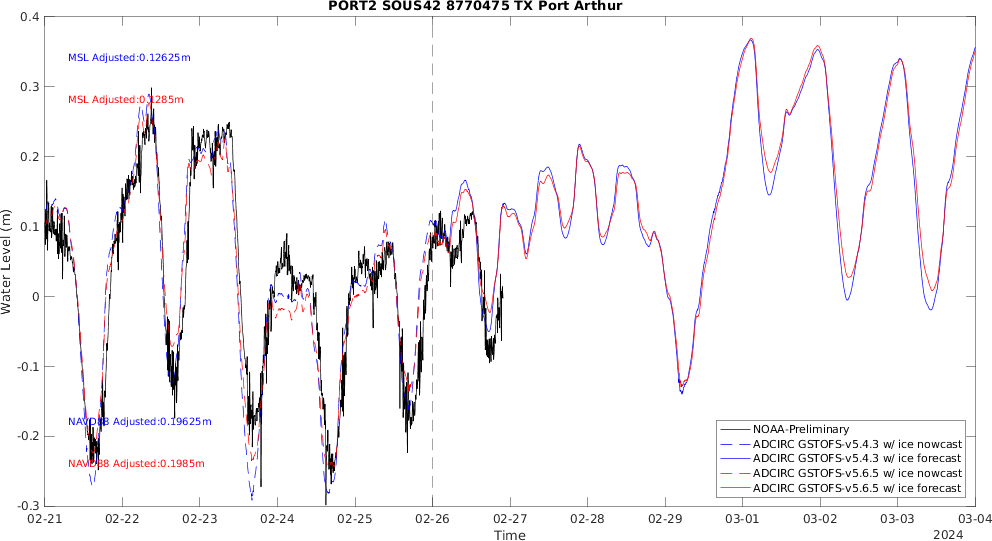 PORT2 SOUS42 8770475 TX Port Arthur
0.4
0.3
0.2
0.1
0
-0.1
-0.2
-0.3
Water Level (m)
MSL Adjusted:0.12625m
MSL Adjusted:0.1285m
NAVD88 Adjusted:0.19625m
NAVD88 Adjusted:0.1985m
NOAA-Preliminary
ADCIRC GSTOFS-v5.4.3 w/ ice nowcast
ADCIRC GSTOFS-v5.4.3 w/ ice forecast
ADCIRC GSTOFS-v5.6.5 w/ ice nowcast
ADCIRC GSTOFS-v5.6.5 w/ ice forecast
02-21 02-22 02-23 02-24 02-25 02-26 02-27 02-28 02-29 03-01 03-02 03-03 03-04
Time
2024